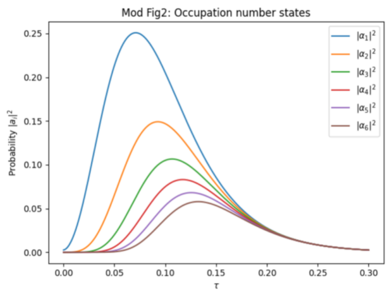 Mod Fig2: Occupation number states
|α₁|²
|α₂|²
|α₃|²
|α₄|²
|α₅|²
|α₆|²
Probability |aᵢ|²
0.25
0.20
0.15
0.10
0.05
0.00
0.00 0.05 0.10 0.15 0.20 0.25 0.30
τ